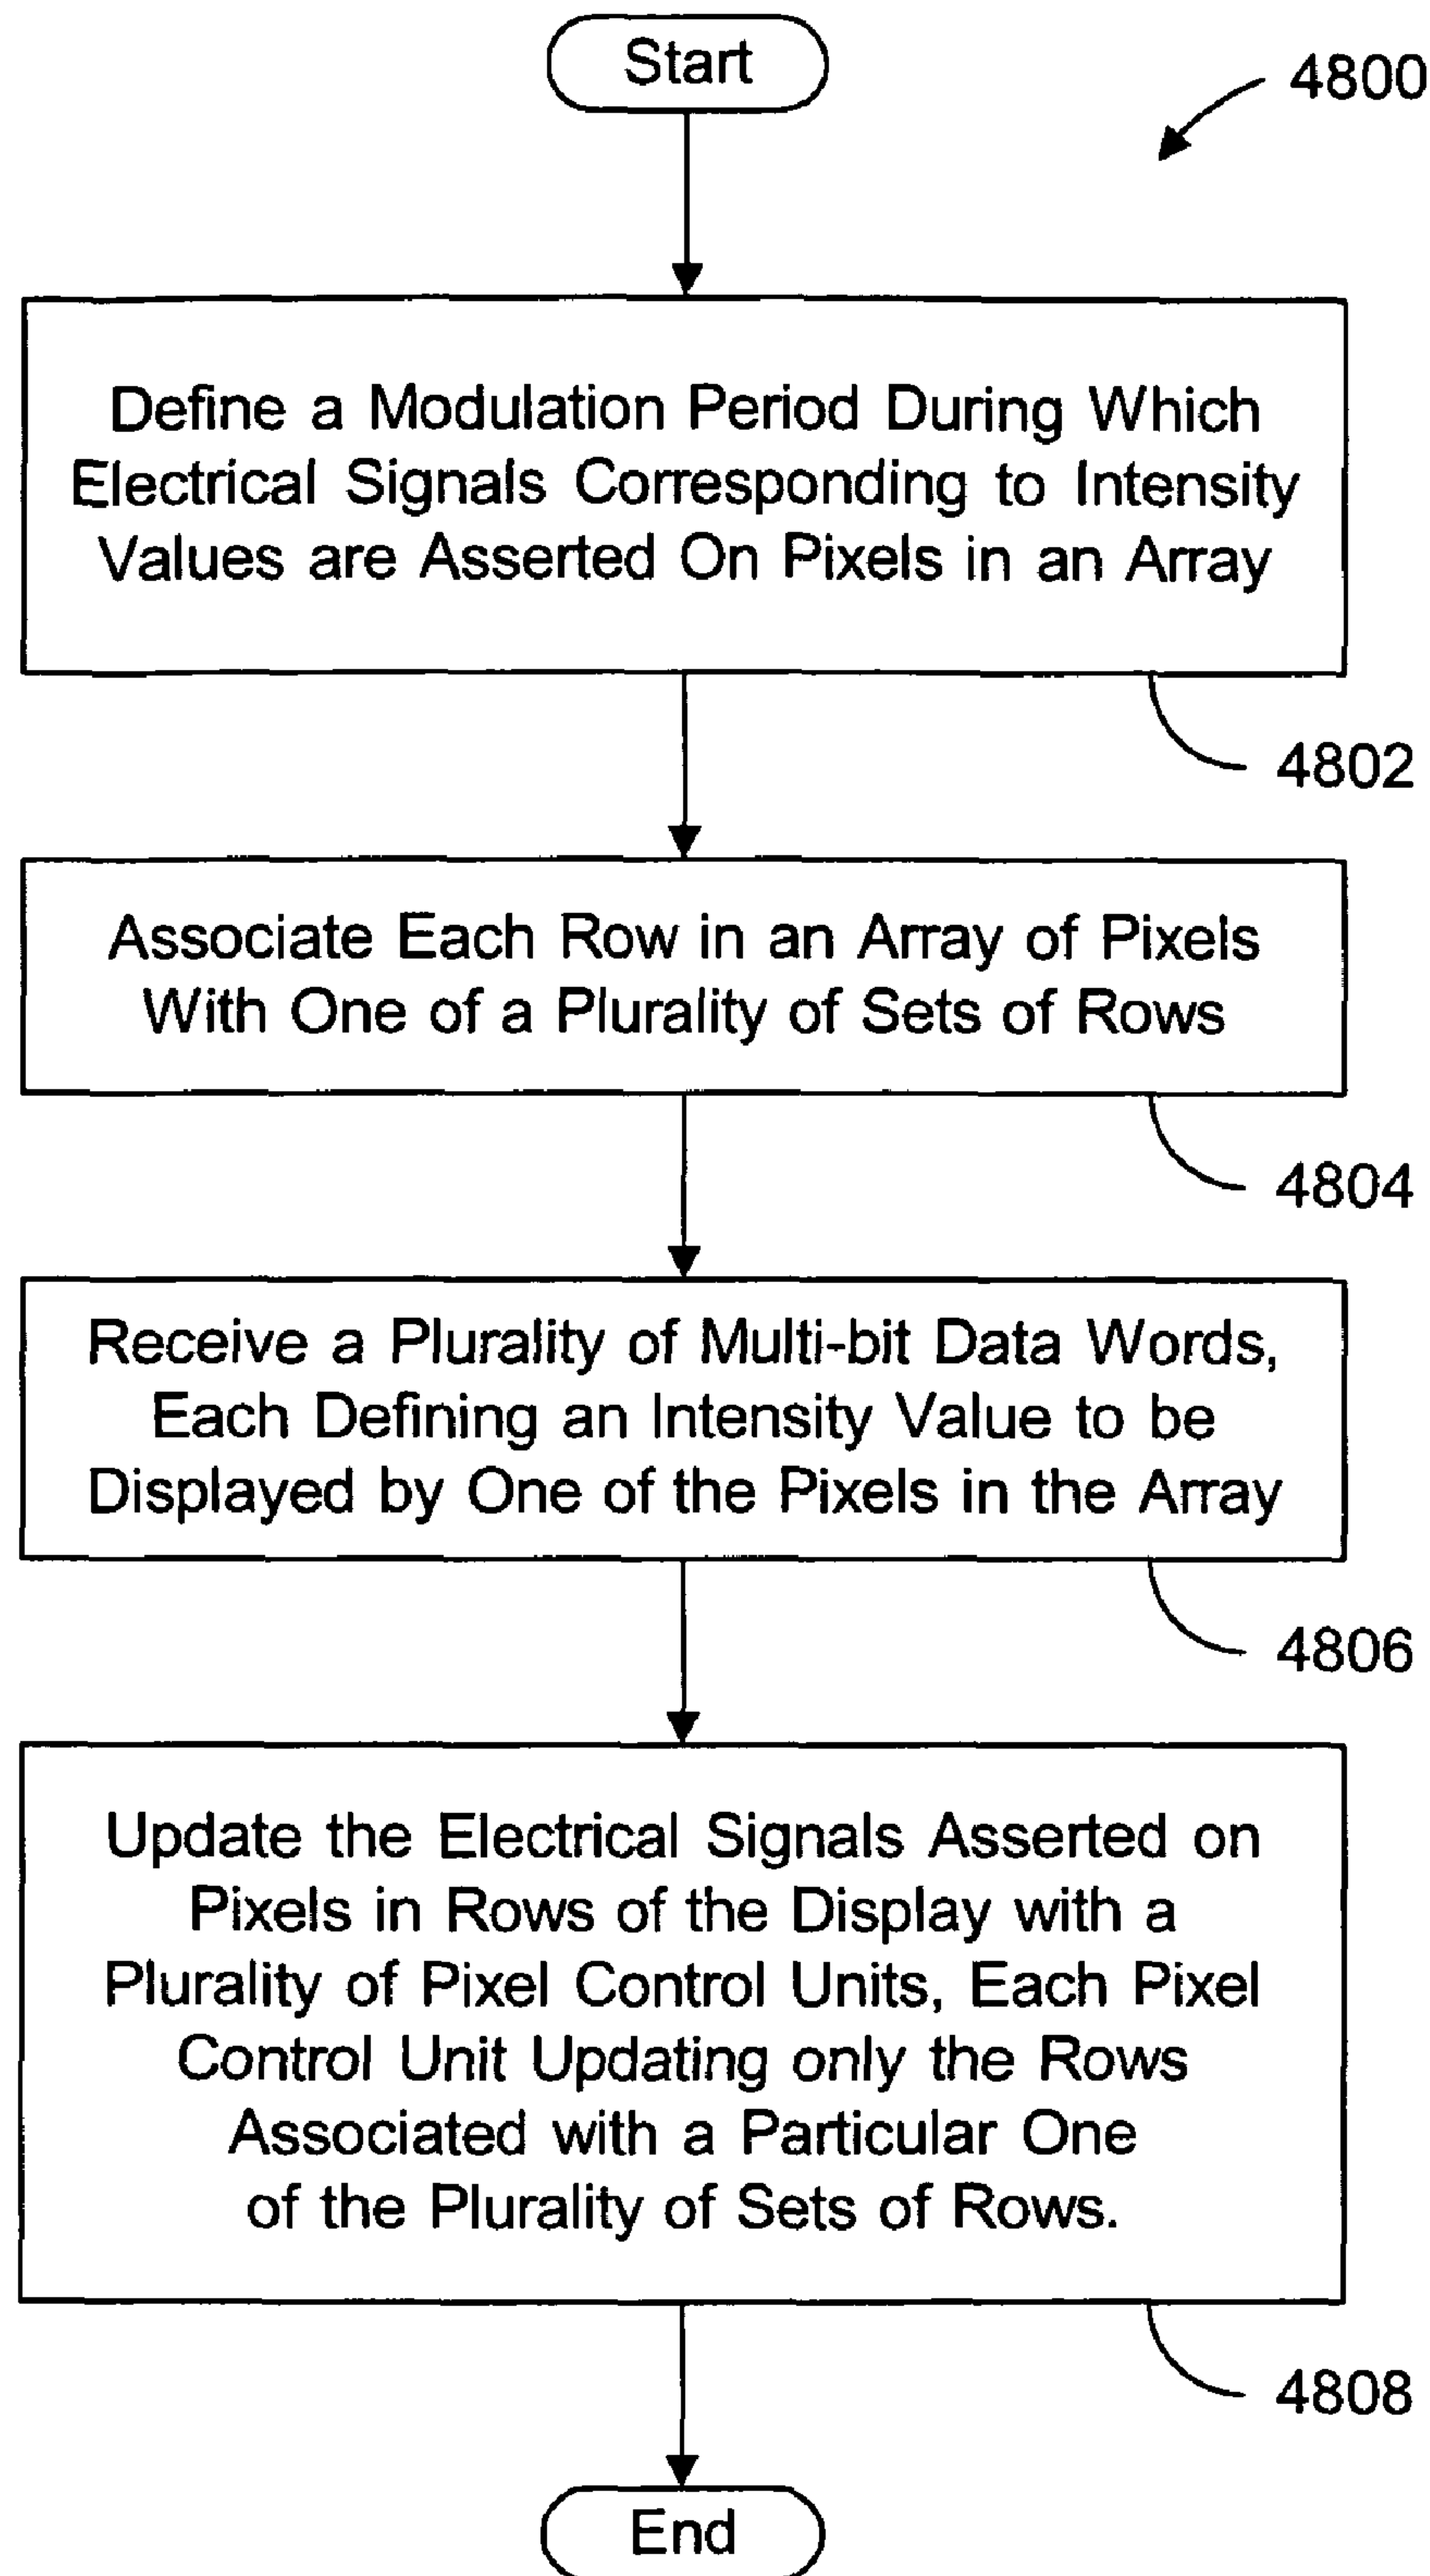 Start
4800
Define a Modulation Period During Which
Electrical Signals Corresponding to Intensity
Values are Asserted On Pixels in an Array
4802
Associate Each Row in an Array of Pixels
With One of a Plurality of Sets of Rows
4804
Receive a Plurality of Multi-bit Data Words,
Each Defining an Intensity Value to be
Displayed by One of the Pixels in the Array
4806
Update the Electrical Signals Asserted on
Pixels in Rows of the Display with a
Plurality of Pixel Control Units, Each Pixel
Control Unit Updating only the Rows
Associated with a Particular One
of the Plurality of Sets of Rows.
4808
End